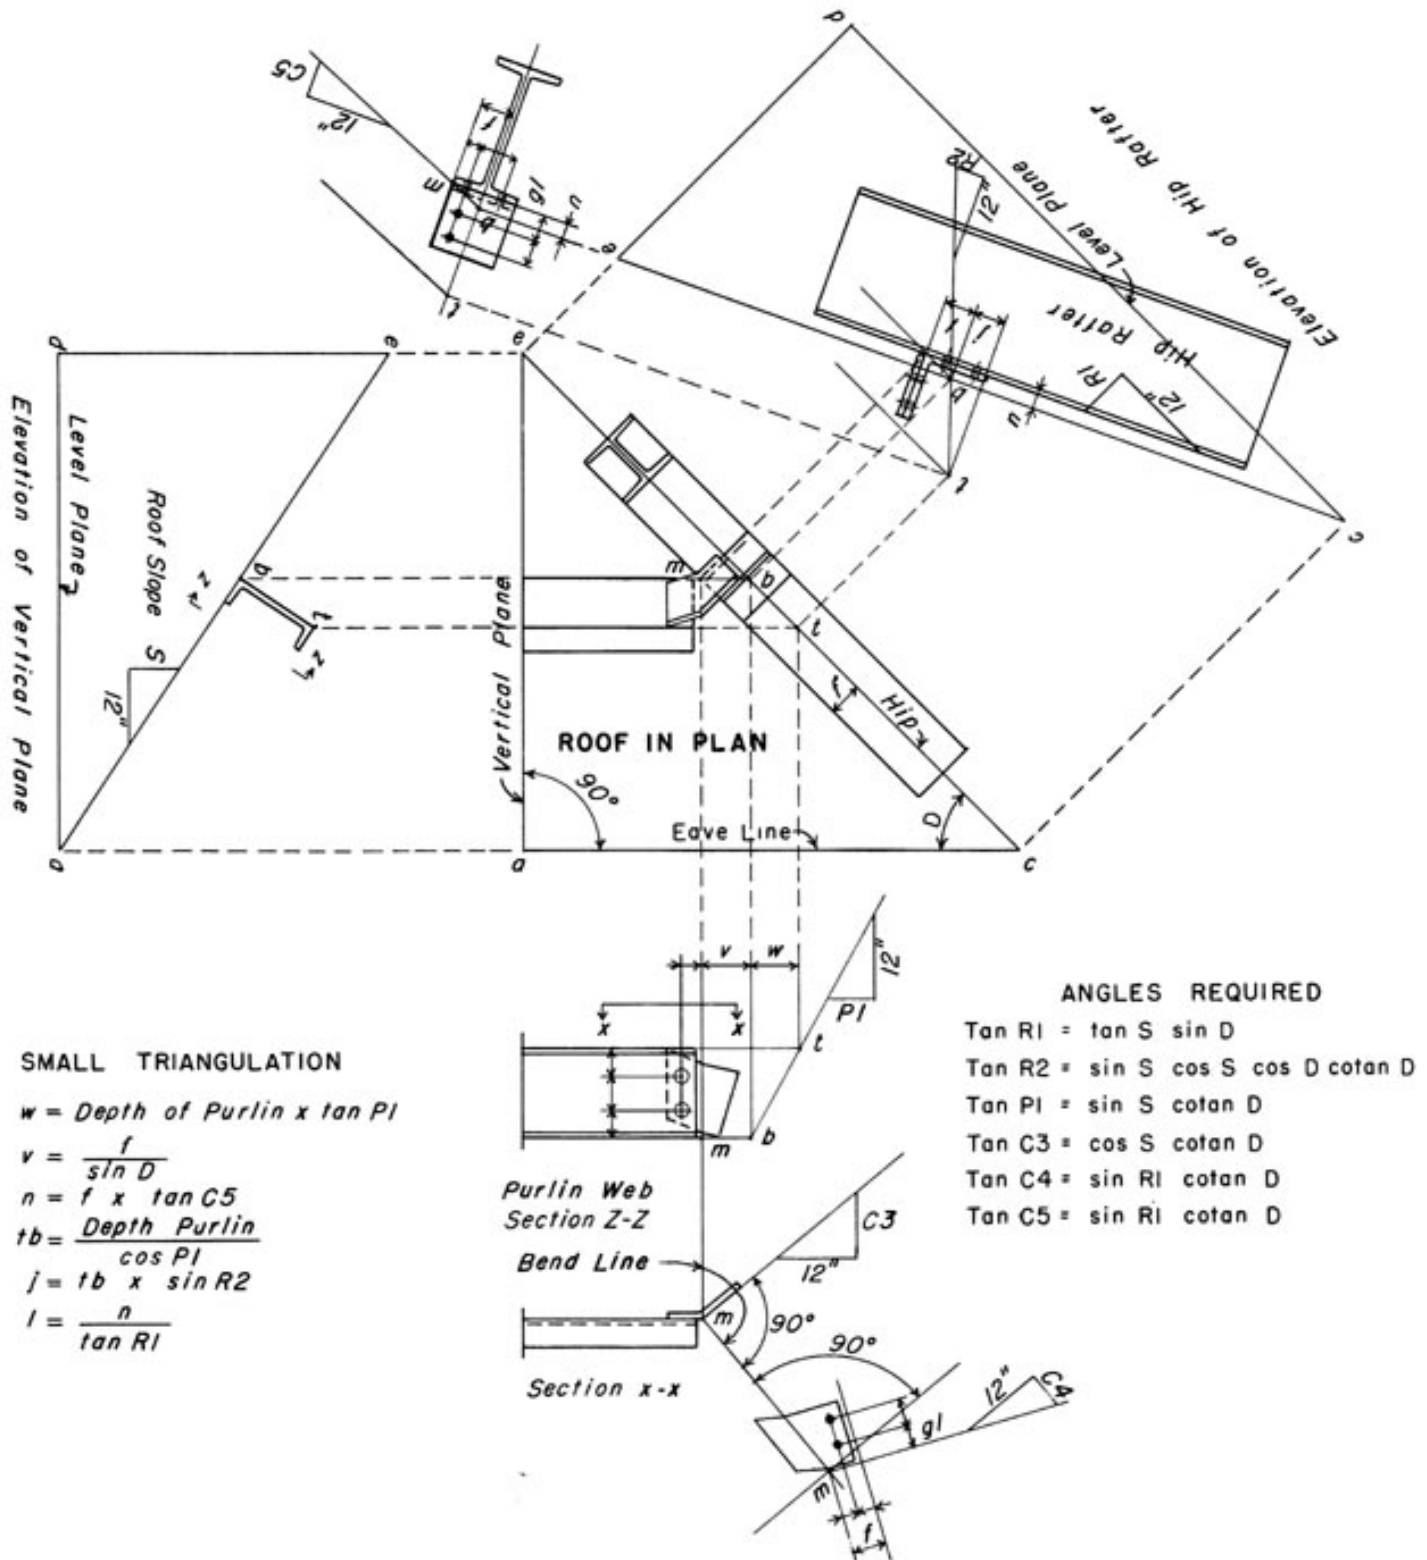 d
C5
12"
f
m
g1
n
b
e
t
R2
12"
Level Plane
Elevation of Hip Rafter
Hip Rafter
l
j
b
n
R1
12"
t
c
d
e
e
Level Plane
Elevation of Vertical Plane
Roof Slope S
12"
b
t
z
z
m
b
t
Vertical Plane
f
Hip
ROOF IN PLAN
90°
Eave Line
D
a
a
c
v
w
12"
P1
x
x
t
m
b
SMALL TRIANGULATION
w = Depth of Purlin x tan P1
v = f / sin D
n = f x tan C5
tb = Depth Purlin / cos P1
j = tb x sin R2
l = n / tan R1
ANGLES REQUIRED
Tan R1 = tan S sin D
Tan R2 = sin S cos S cos D cotan D
Tan P1 = sin S cotan D
Tan C3 = cos S cotan D
Tan C4 = sin R1 cotan D
Tan C5 = sin R1 cotan D
Purlin Web
Section Z-Z
Bend Line
C3
12"
m
90°
90°
Section x-x
12"
C4
g1
m
f